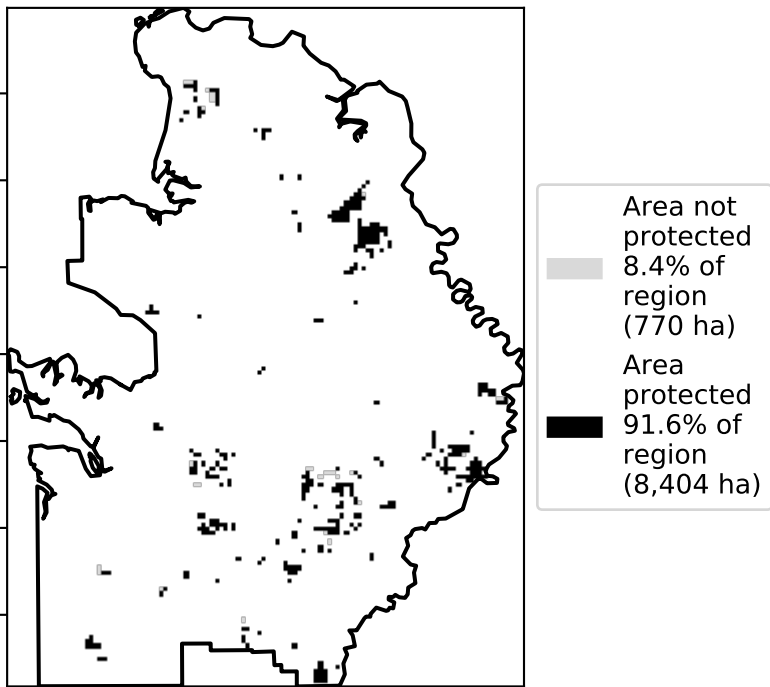 Area not
protected
8.4% of
region
(770 ha)
Area
protected
91.6% of
region
(8,404 ha)